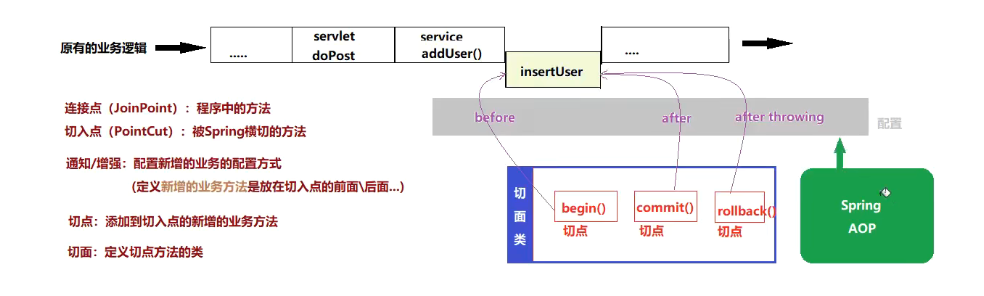 原有的业务逻辑
.....
servlet
doPost
service
addUser()
insertUser
....
连接点（JoinPoint）：程序中的方法
切入点（PointCut）：被Spring横切的方法
通知/增强：配置新增的业务的配置方式
（定义新增的业务方法是放在切入点的前面\后面...）
切点：添加到切入点的新增的业务方法
切面：定义切点方法的类
before
after
after throwing
配置
切面类
begin()
切点
commit()
切点
rollback()
切点
Spring
AOP